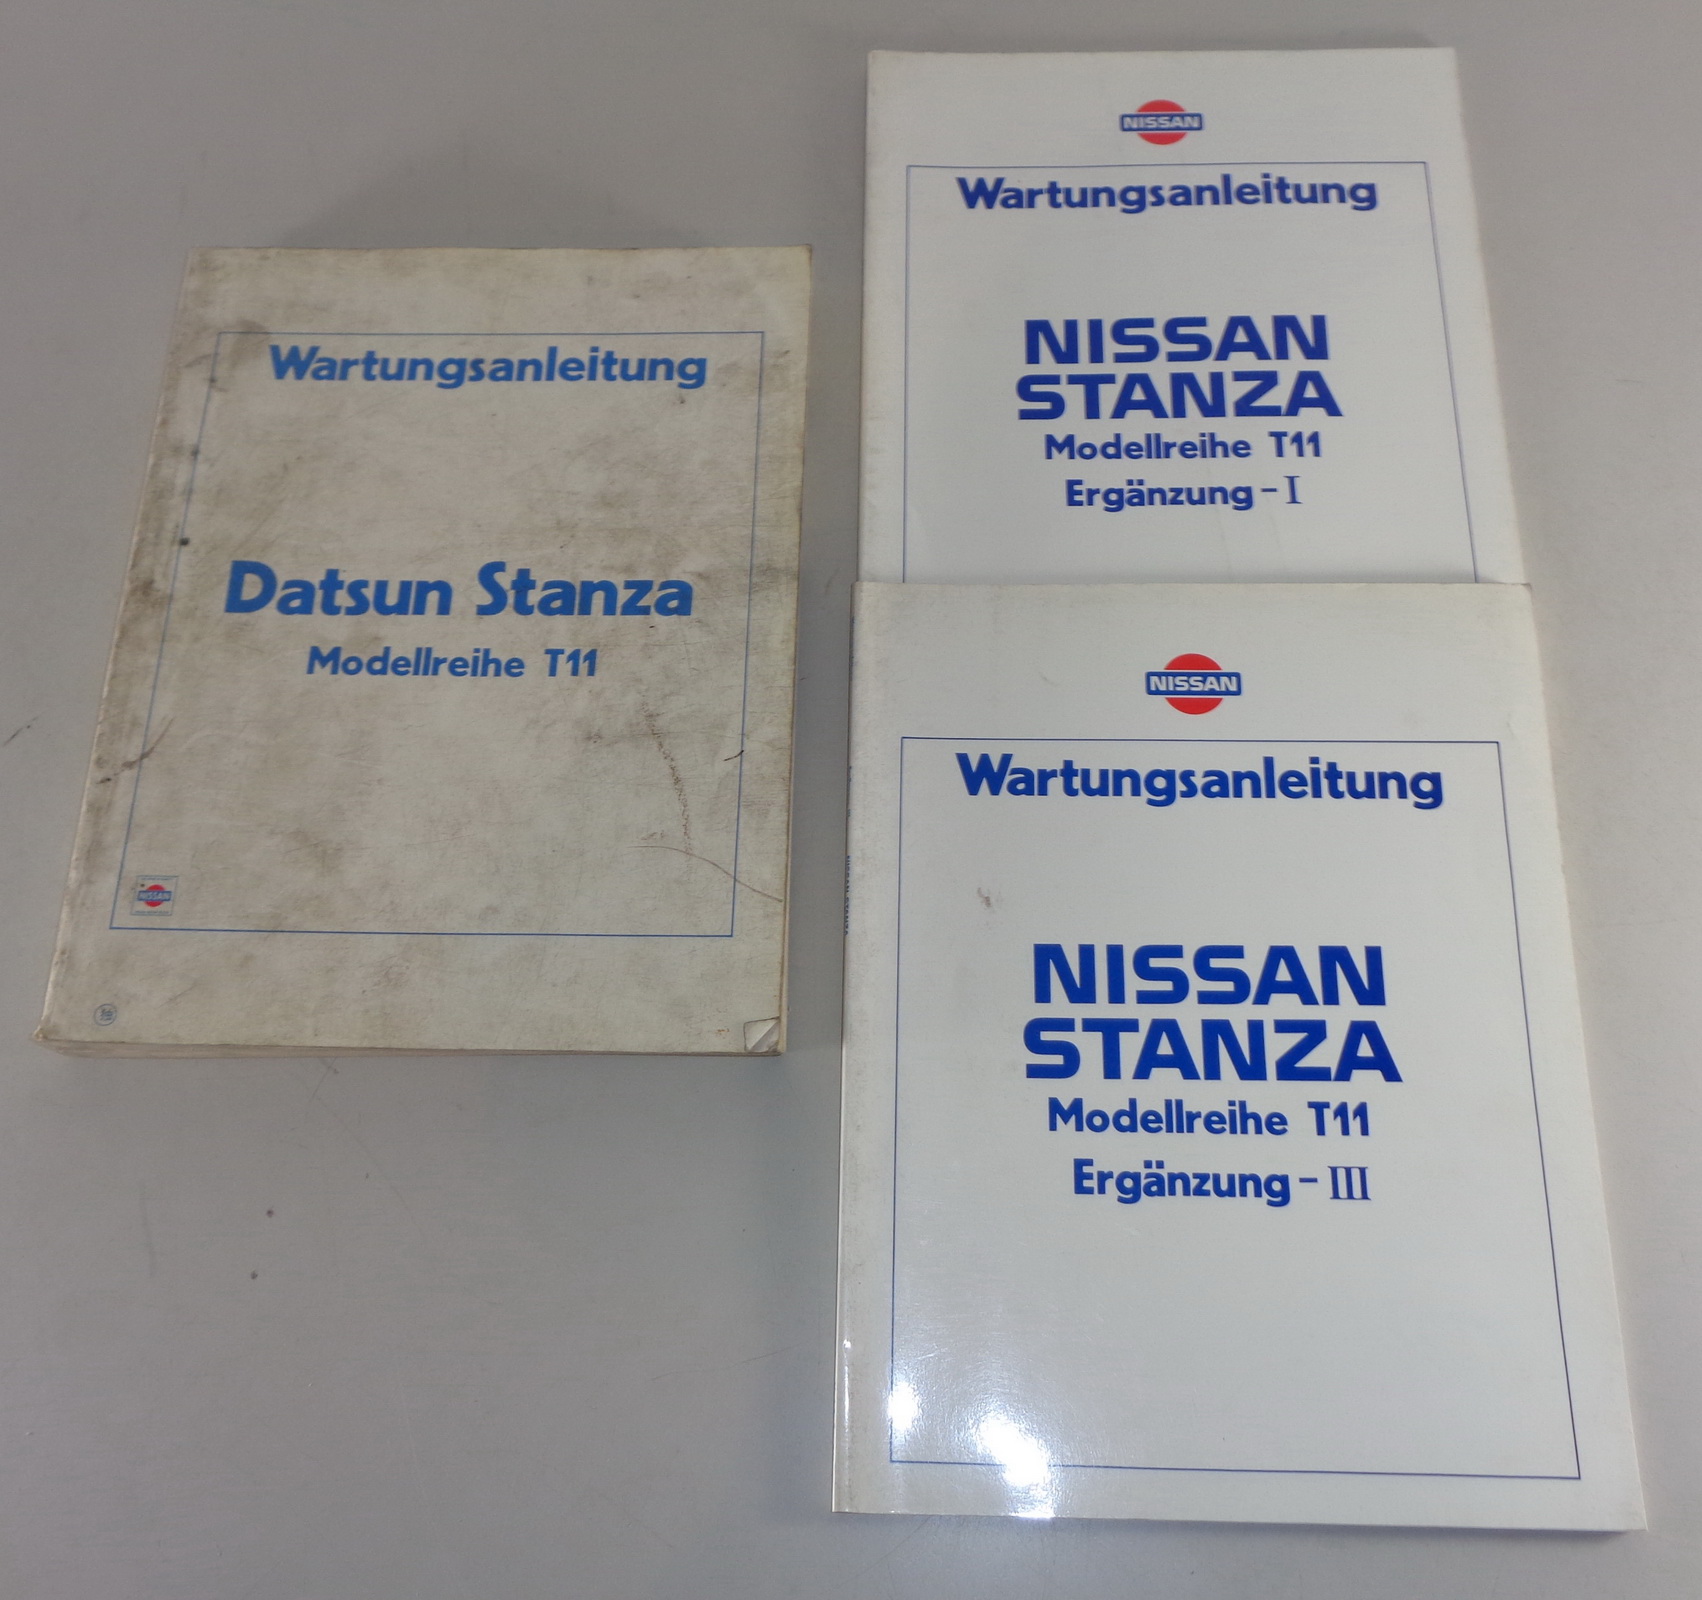 Wartungsanleitung
Datsun Stanza
Modellreihe T11
NISSAN
NISSAN
Wartungsanleitung
NISSAN
STANZA
Modellreihe T11
Ergänzung - I
NISSAN
Wartungsanleitung
NISSAN
STANZA
Modellreihe T11
Ergänzung - III